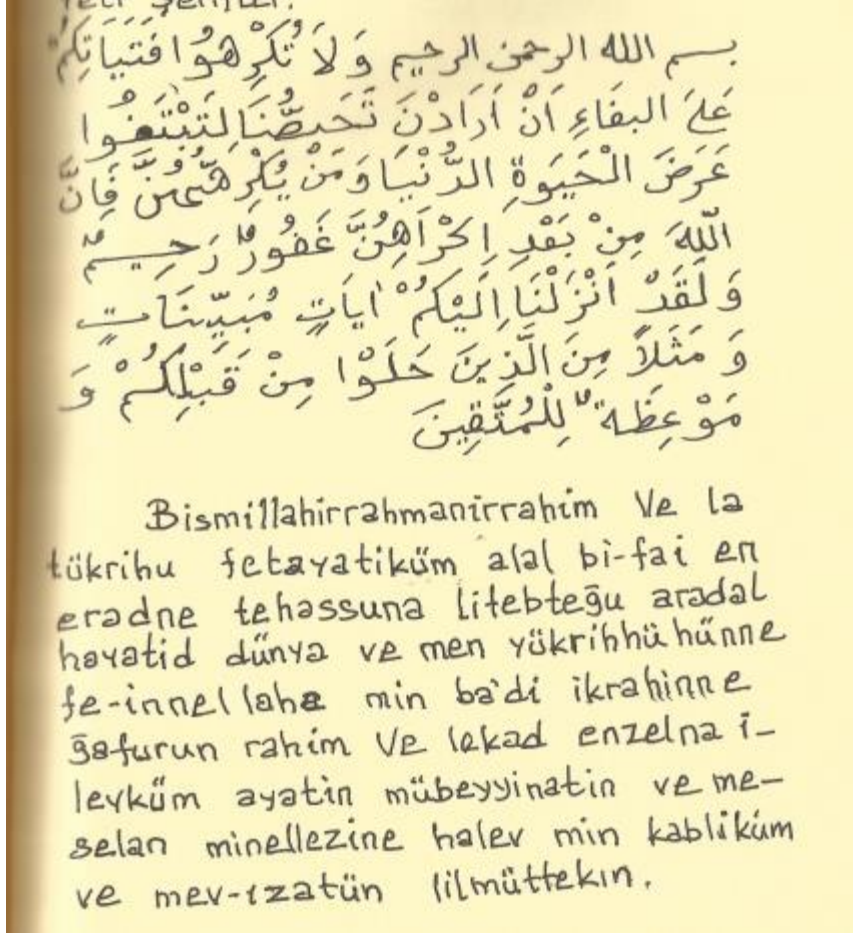 بسم الله الرحمن الرحيم وَلَا تُكْرِهُوا فَتَيَاتِكُمْ
عَلَى البِغَاءِ اَنْ اَرَادْنَ تَحَصُّنَا لِتَبْتَغُوا
عَرَضَ الْحَيٰوةِ الدُّنْيَا وَمَنْ يُكْرِهْهُنَّ فَاِنَّ
اللّٰهَ مِنْ بَعْدِ اِكْرَاهِهُنَّ غَفُورٌ رَحِيمٌ
وَلَقَدْ اَنْزَلْنَا اِلَيْكُمْ اٰيَاتٍ مُبَيِّنَاتٍ
وَ مَثَلاً مِنَ الَّذِينَ خَلَوْا مِنْ قَبْلِكُمْ وَ
مَوْعِظَةً لِلْمُتَّقِينَ
Bismillahirrahmanirrahim Ve la
tükrihu fetayatiküm alal bi-fai en
eradne tehassuna litebteğu aradal
hayatid dünya ve men yükrihhü hünne
fe-innellaha min ba'di ikrahinne
ğafurun rahim Ve lekad enzelna i-
leyküm ayatin mübeyyinatin ve me-
selan minellezine halev min kabliküm
ve mev-ızatün lilmüttekın.